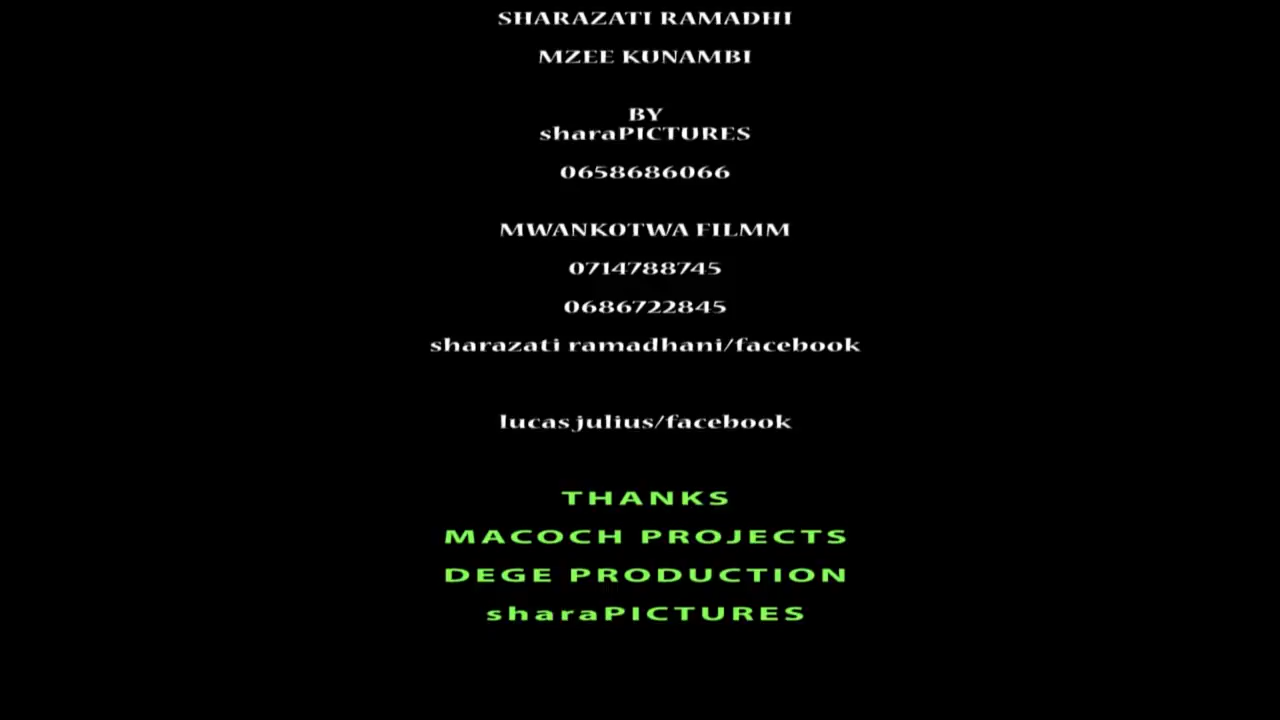 SHARAZATI RAMADHI
MZEE KUNAMBI
BY
sharaPICTURES
0658686066
MWANKOTWA FILMM
0714788745
0686722845
sharazati ramadhani/facebook
lucas julius/facebook
THANKS
MACOCH PROJECTS
DEGE PRODUCTION
sharaPICTURES